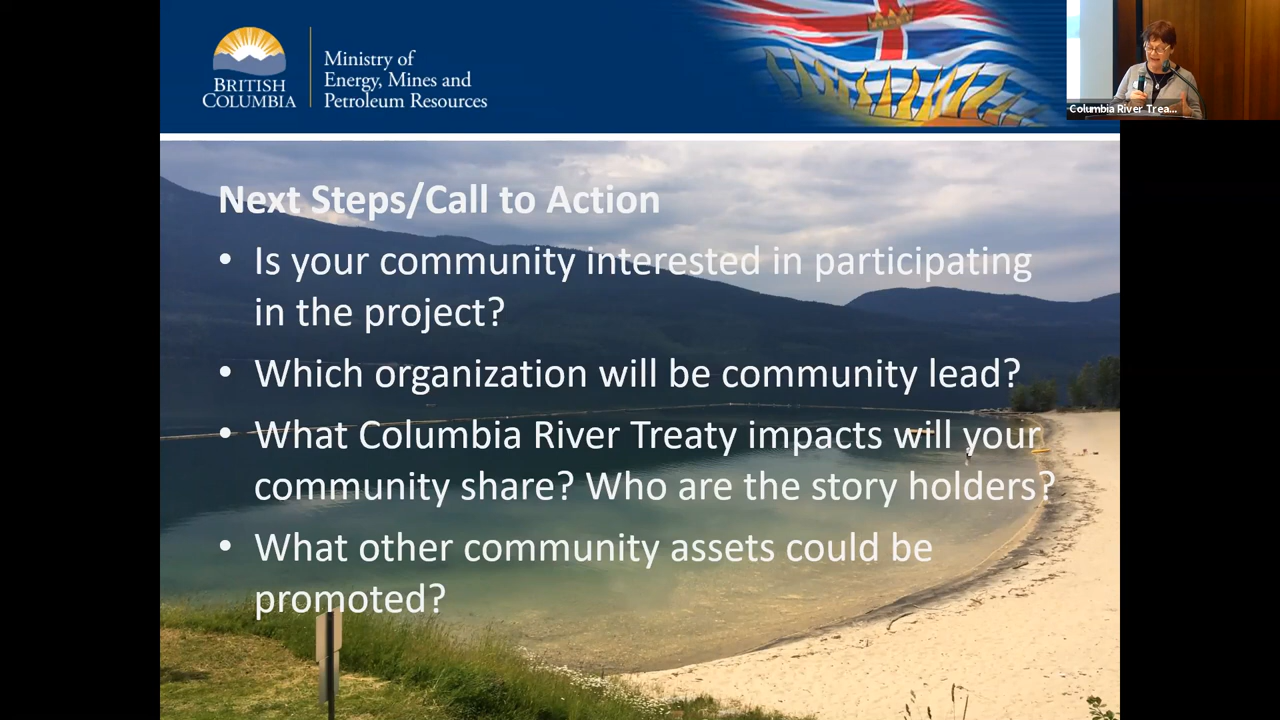 BRITISH
COLUMBIA
Ministry of
Energy, Mines and
Petroleum Resources
Columbia River Trea...
Next Steps/Call to Action
• Is your community interested in participating
in the project?
• Which organization will be community lead?
• What Columbia River Treaty impacts will your
community share? Who are the story holders?
• What other community assets could be
promoted?